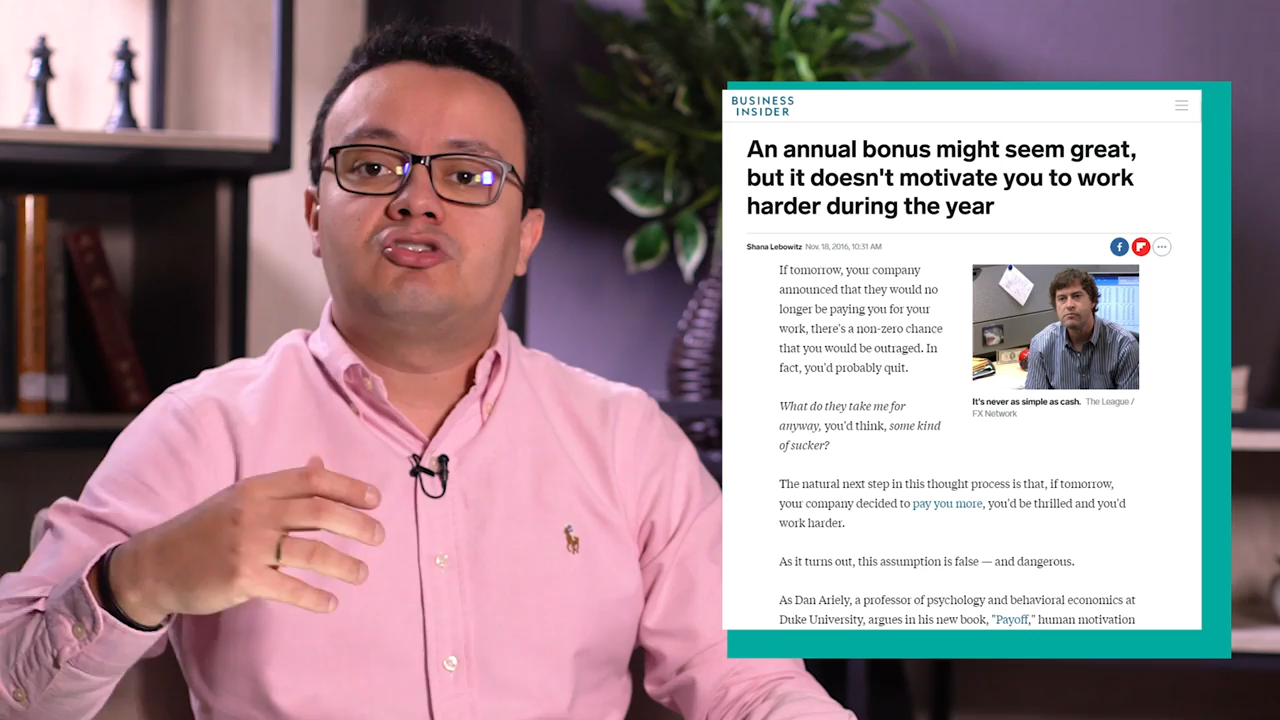 BUSINESS
INSIDER
An annual bonus might seem great,
but it doesn't motivate you to work
harder during the year
Shana Lebowitz Nov. 18, 2016, 10:31 AM
If tomorrow, your company
announced that they would no
longer be paying you for your
work, there's a non-zero chance
that you would be outraged. In
fact, you'd probably quit.
What do they take me for
anyway, you'd think, some kind
of sucker?
It's never as simple as cash. The League /
FX Network
The natural next step in this thought process is that, if tomorrow,
your company decided to pay you more, you'd be thrilled and you'd
work harder.
As it turns out, this assumption is false — and dangerous.
As Dan Ariely, a professor of psychology and behavioral economics at
Duke University, argues in his new book, "Payoff," human motivation